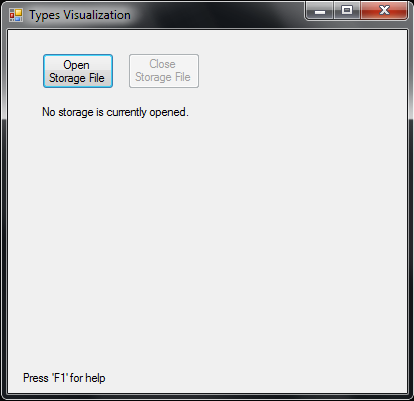 Types Visualization
Open
Storage File
Close
Storage File
No storage is currently opened.
Press 'F1' for help